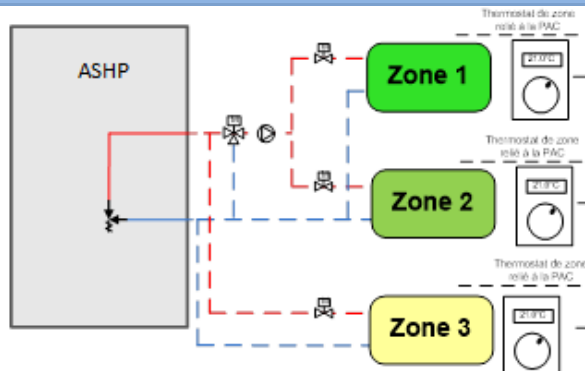 Thermostat de zone
relié à la PAC
ASHP
21.0°C
Zone 1
Thermostat de zone
relié à la PAC
21.0°C
Zone 2
Thermostat de zone
relié à la PAC
21.0°C
Zone 3